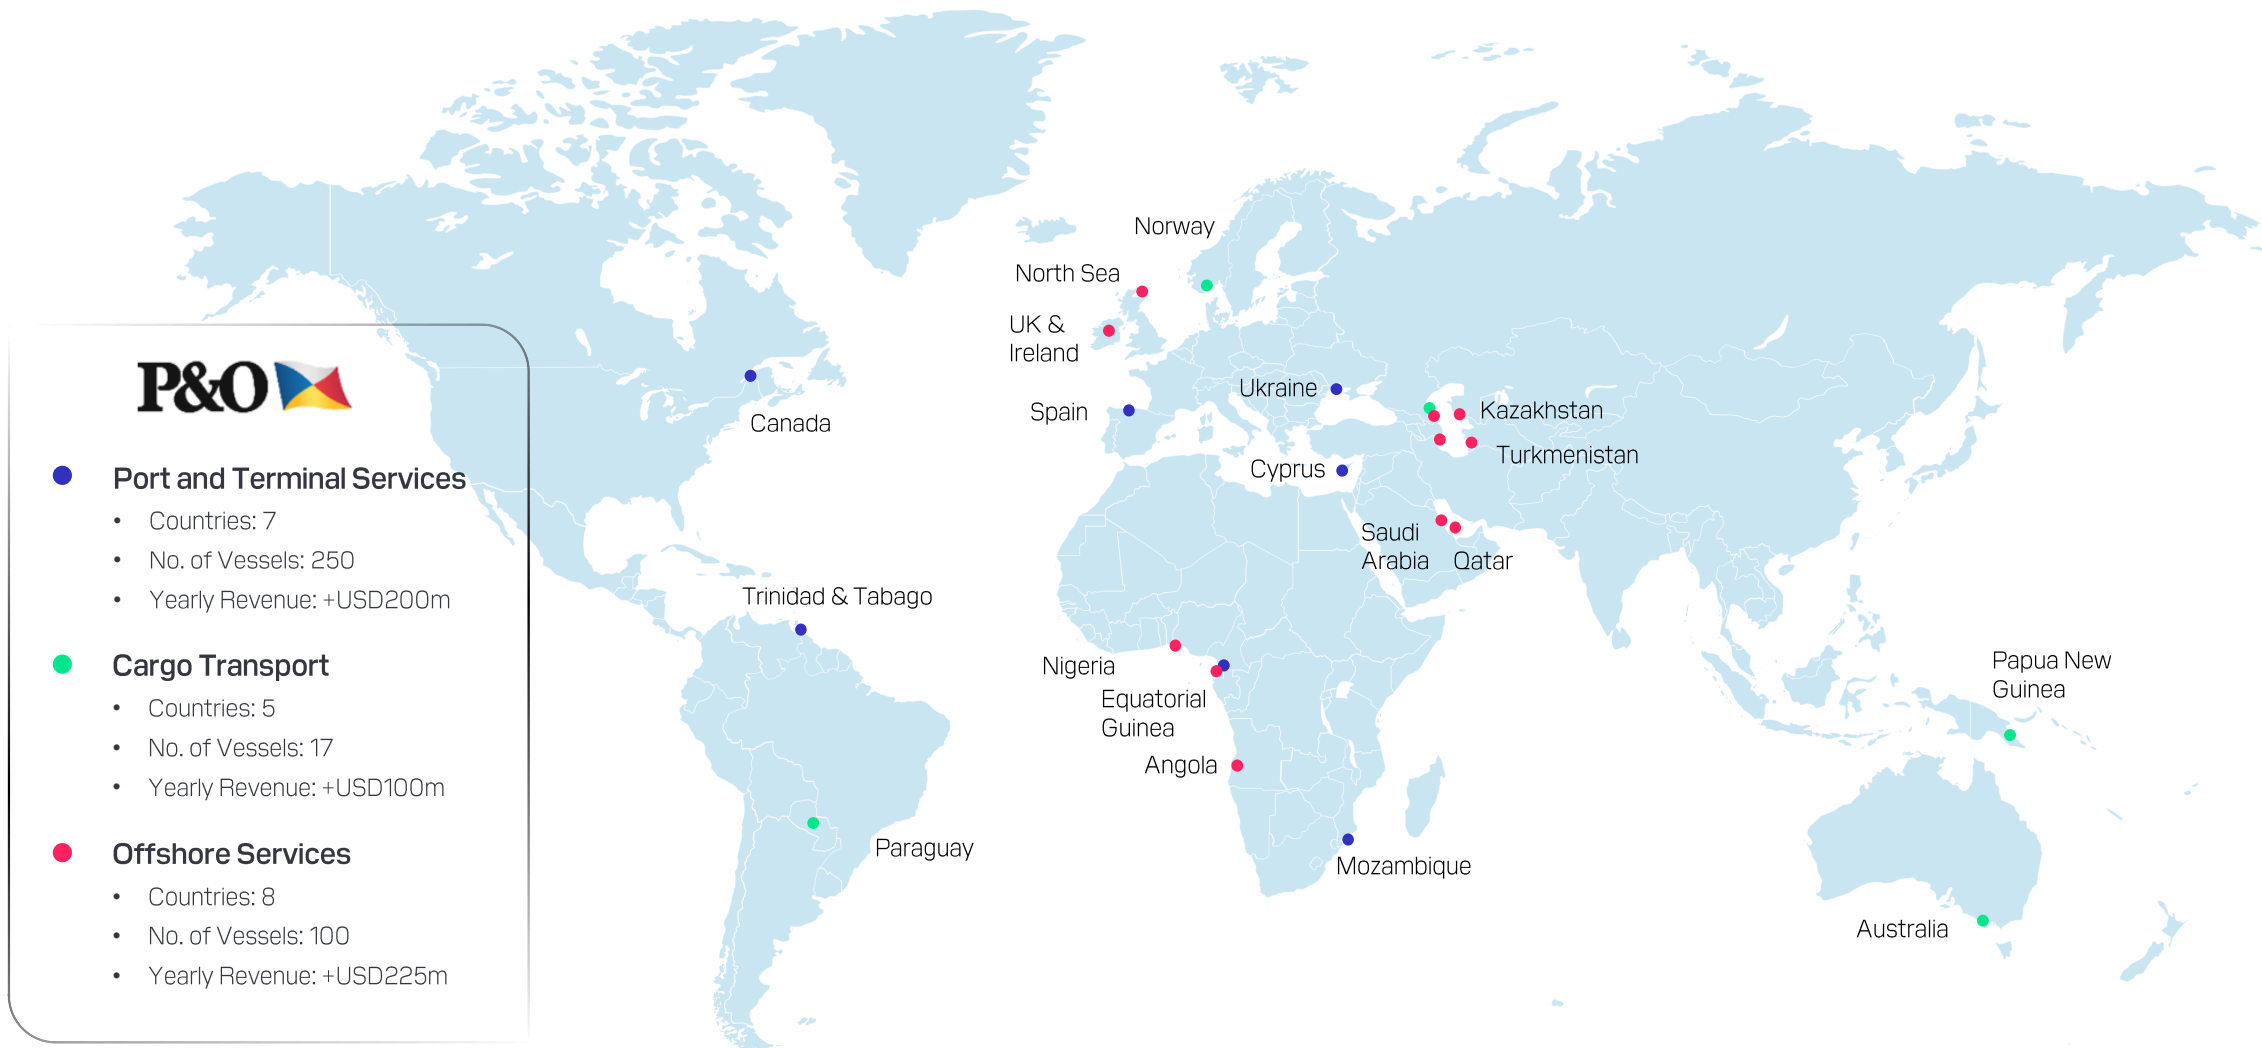 P&O
Port and Terminal Services
• Countries: 7
• No. of Vessels: 250
• Yearly Revenue: +USD200m
Cargo Transport
• Countries: 5
• No. of Vessels: 17
• Yearly Revenue: +USD100m
Offshore Services
• Countries: 8
• No. of Vessels: 100
• Yearly Revenue: +USD225m
Canada
Trinidad & Tabago
Paraguay
Norway
North Sea
UK &
Ireland
Spain
Ukraine
Cyprus
Kazakhstan
Turkmenistan
Saudi
Arabia
Qatar
Nigeria
Equatorial
Guinea
Angola
Mozambique
Papua New
Guinea
Australia